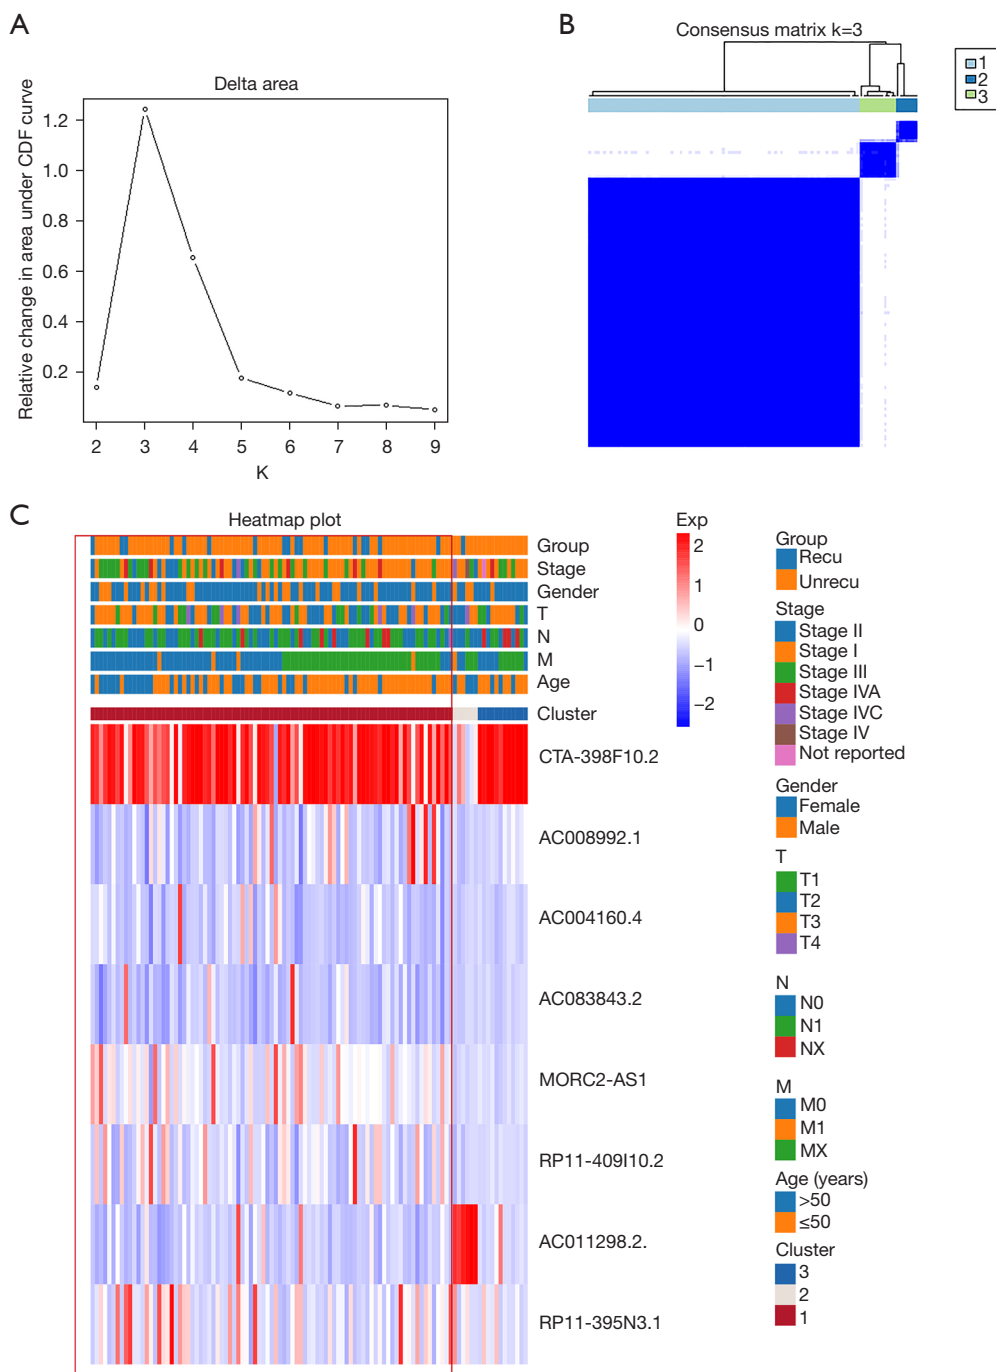 A
Delta area
Relative change in area under CDF curve
1.2
1.0
0.8
0.6
0.4
0.2
2 3 4 5 6 7 8 9
K
B
Consensus matrix k=3
1
2
3
C
Heatmap plot
Group
Stage
Gender
T
N
M
Age
Cluster
CTA-398F10.2
AC008992.1
AC004160.4
AC083843.2
MORC2-AS1
RP11-409I10.2
AC011298.2.
RP11-395N3.1
Exp
2
1
0
−1
−2
Group
Recu
Unrecu
Stage
Stage II
Stage I
Stage III
Stage IVA
Stage IVC
Stage IV
Not reported
Gender
Female
Male
T
T1
T2
T3
T4
N
N0
N1
NX
M
M0
M1
MX
Age (years)
>50
≤50
Cluster
3
2
1